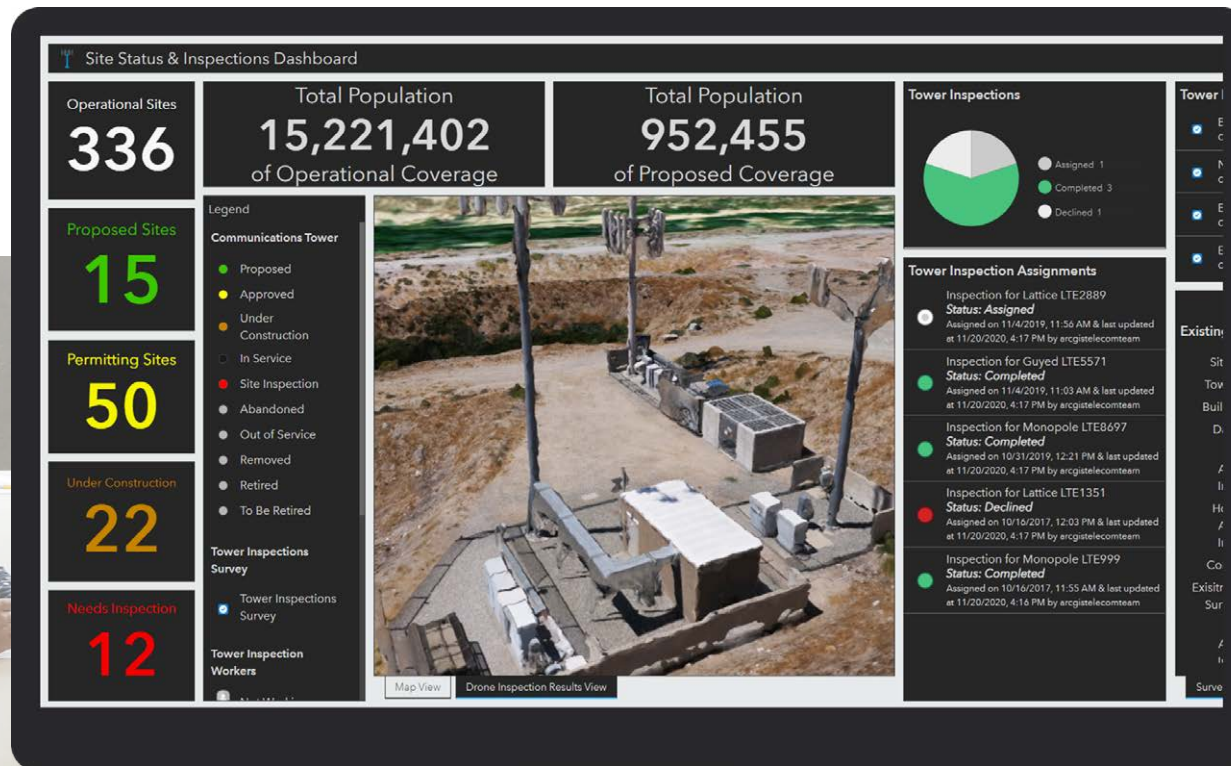 Site Status & Inspections Dashboard
Operational Sites
336
Proposed Sites
15
Permitting Sites
50
Under Construction
22
Needs Inspection
12
Total Population
15,221,402
of Operational Coverage
Total Population
952,455
of Proposed Coverage
Legend
Communications Tower
Proposed
Approved
Under
Construction
In Service
Site Inspection
Abandoned
Out of Service
Removed
Retired
To Be Retired
Tower Inspections
Survey
Tower Inspections
Survey
Tower Inspection
Workers
Map View
Drone Inspection Results View
Tower Inspections
Assigned 1
Completed 3
Declined 1
Tower Inspection Assignments
Inspection for Lattice LTE2889
Status: Assigned
Assigned on 11/4/2019, 11:56 AM & last updated
at 11/20/2020, 4:17 PM by arcgistelecomteam
Inspection for Guyed LTE5571
Status: Completed
Assigned on 11/4/2019, 11:03 AM & last updated
at 11/20/2020, 4:17 PM by arcgistelecomteam
Inspection for Monopole LTE8697
Status: Completed
Assigned on 10/31/2019, 12:21 PM & last updated
at 11/20/2020, 4:17 PM by arcgistelecomteam
Inspection for Lattice LTE1351
Status: Declined
Assigned on 10/16/2017, 12:03 PM & last updated
at 11/20/2020, 4:17 PM by arcgistelecomteam
Inspection for Monopole LTE999
Status: Completed
Assigned on 10/16/2017, 11:55 AM & last updated
at 11/20/2020, 4:16 PM by arcgistelecomteam
Tower
Existing
Sit
Tow
Buil
Co
Exisitr
Sur
Surve